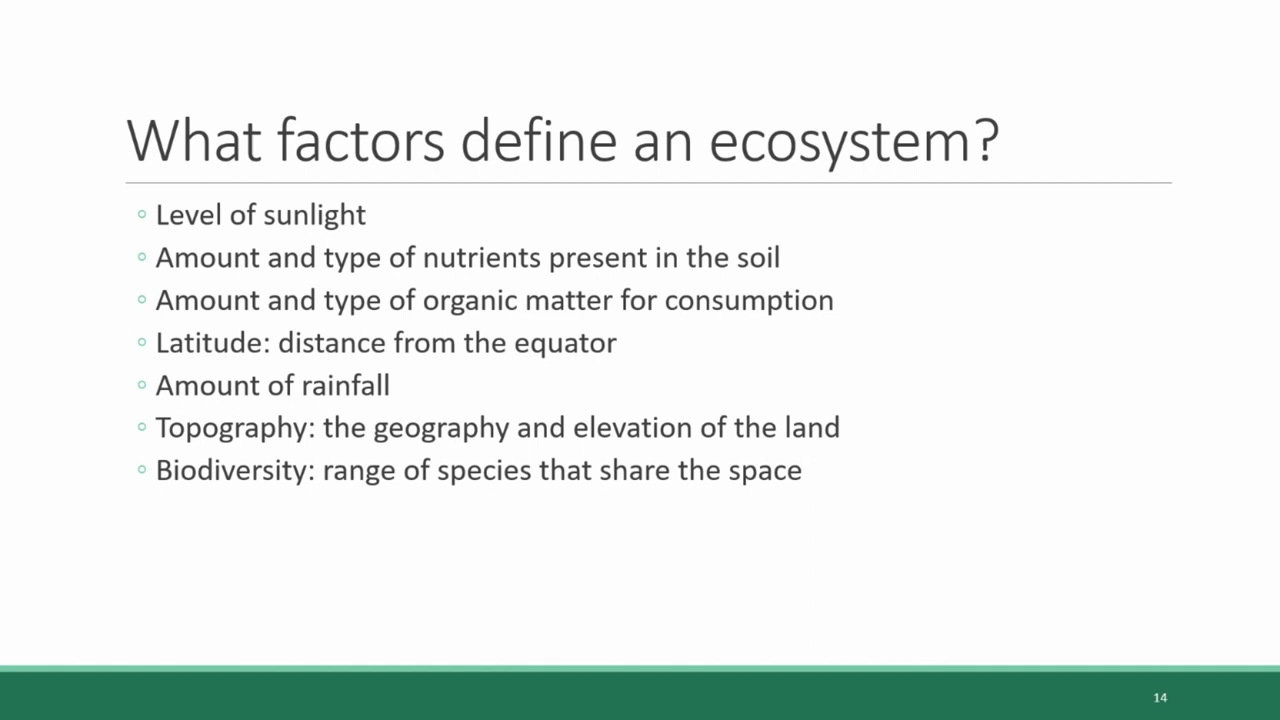 What factors define an ecosystem?
◦ Level of sunlight
◦ Amount and type of nutrients present in the soil
◦ Amount and type of organic matter for consumption
◦ Latitude: distance from the equator
◦ Amount of rainfall
◦ Topography: the geography and elevation of the land
◦ Biodiversity: range of species that share the space
14